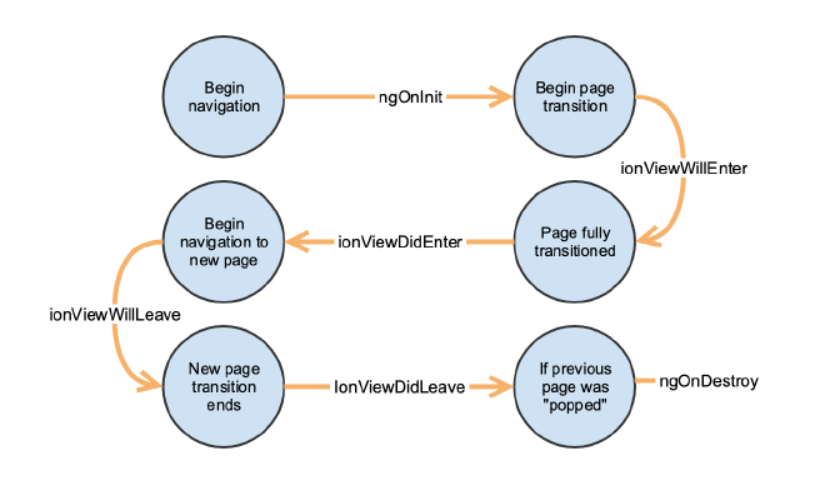 Begin
navigation
ngOnInit
Begin page
transition
ionViewWillEnter
Begin
navigation to
new page
ionViewDidEnter
Page fully
transitioned
ionViewWillLeave
New page
transition
ends
IonViewDidLeave
If previous
page was
"popped"
ngOnDestroy